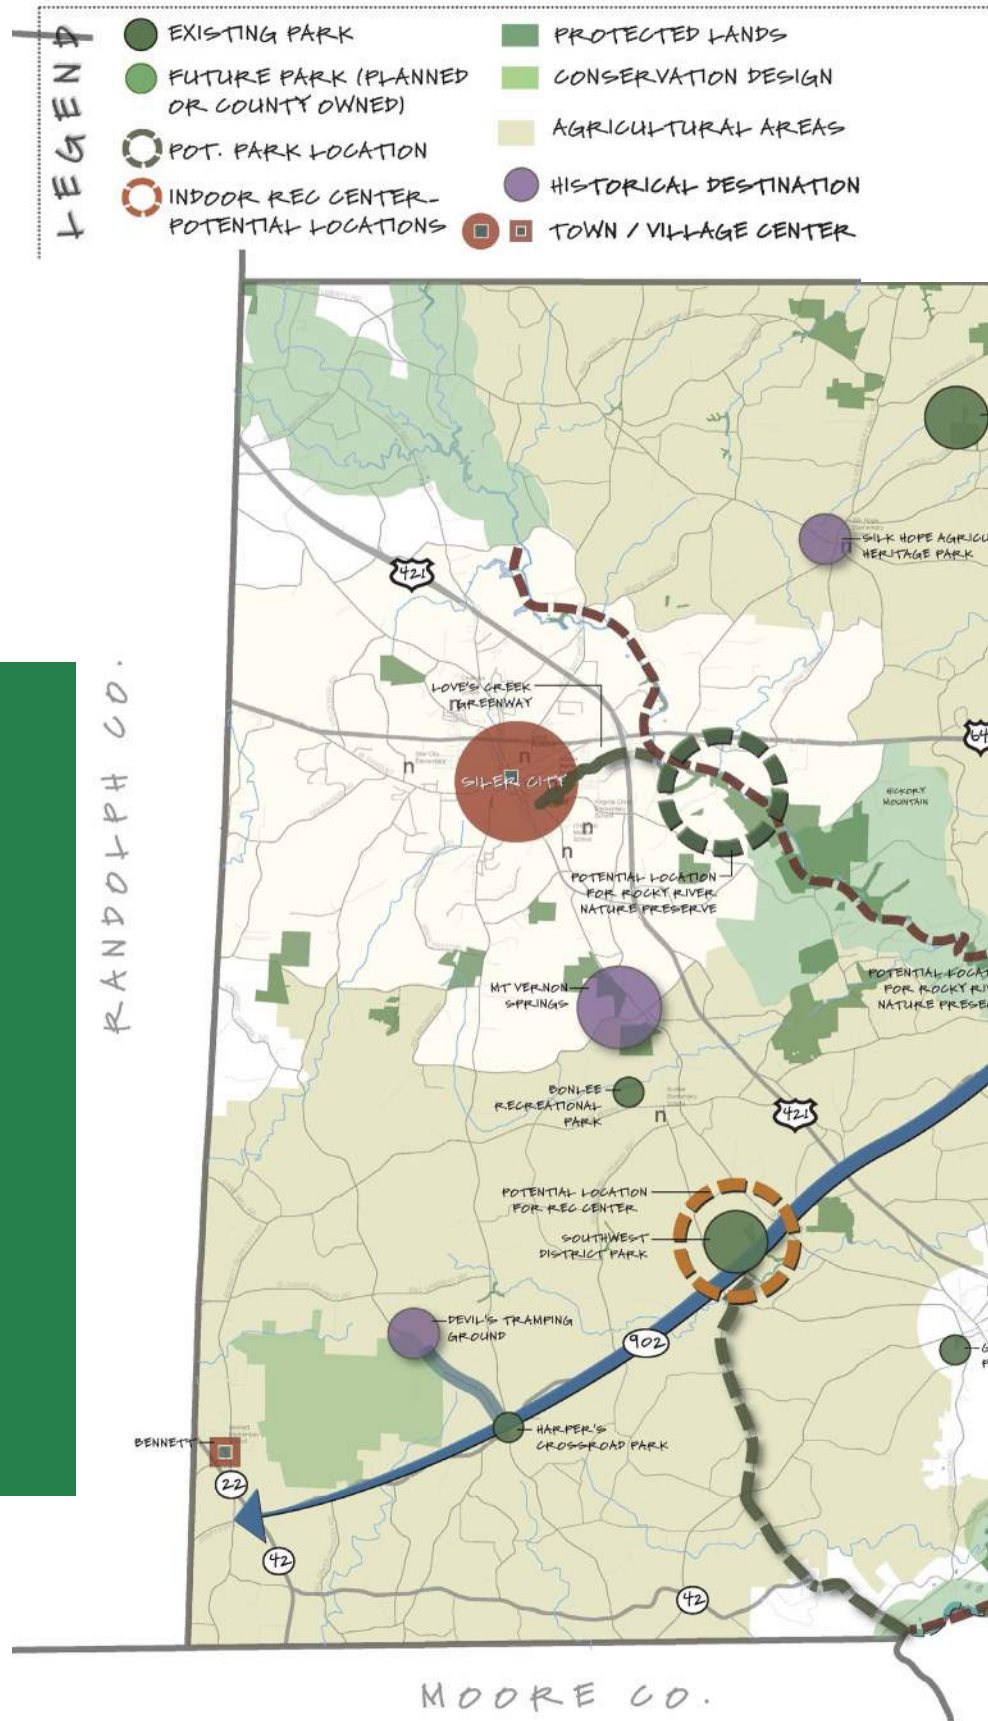 LEGEND
EXISTING PARK
FUTURE PARK (PLANNED
OR COUNTY OWNED)
POT. PARK LOCATION
INDOOR REC CENTER-
POTENTIAL LOCATIONS
PROTECTED LANDS
CONSERVATION DESIGN
AGRICULTURAL AREAS
HISTORICAL DESTINATION
TOWN / VILLAGE CENTER
RANDOLPH CO.
421
SILK HOPE AGRICU
HERITAGE PARK
LOVE'S CREEK
GREENWAY
64
SILER CITY
n
n
n
n
n
HICKORY
MOUNTAIN
POTENTIAL LOCATION
FOR ROCKY RIVER
NATURE PRESERVE
POTENTIAL LOCAT
FOR ROCKY RIV
NATURE PRESE
MT VERNON
SPRINGS
BONLEE
RECREATIONAL
PARK
n
421
POTENTIAL LOCATION
FOR REC CENTER
SOUTHWEST
DISTRICT PARK
DEVIL'S TRAMPING
GROUND
902
HARPER'S
CROSSROAD PARK
BENNETT
22
42
42
MOORE CO.